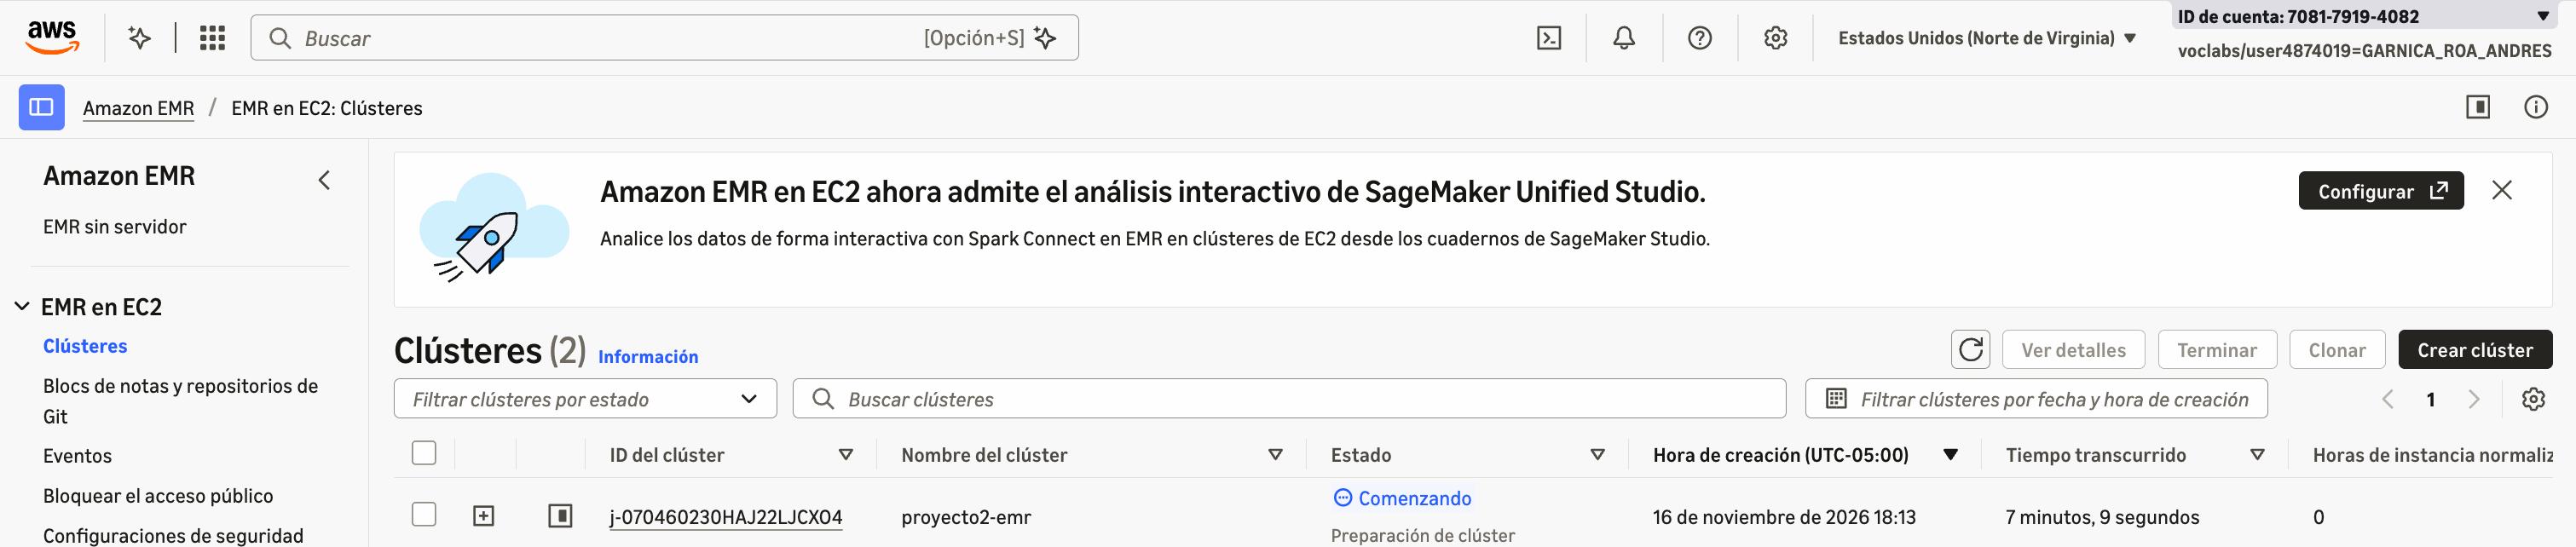 aws
Buscar
[Opción+S]
Estados Unidos (Norte de Virginia)
ID de cuenta: 7081-7919-4082
voclabs/user4874019=GARNICA_ROA_ANDRES
Amazon EMR / EMR en EC2: Clústeres
Amazon EMR
EMR sin servidor
EMR en EC2
Clústeres
Blocs de notas y repositorios de
Git
Eventos
Bloquear el acceso público
Configuraciones de seguridad
Amazon EMR en EC2 ahora admite el análisis interactivo de SageMaker Unified Studio.
Analice los datos de forma interactiva con Spark Connect en EMR en clústeres de EC2 desde los cuadernos de SageMaker Studio.
Configurar
Clústeres (2) Información
Ver detalles
Terminar
Clonar
Crear clúster
Filtrar clústeres por estado
Buscar clústeres
Filtrar clústeres por fecha y hora de creación
1
ID del clúster
Nombre del clúster
Estado
Hora de creación (UTC-05:00)
Tiempo transcurrido
Horas de instancia normaliz
j-070460230HAJ22LJCXO4
proyecto2-emr
Comenzando
Preparación de clúster
16 de noviembre de 2026 18:13
7 minutos, 9 segundos
0